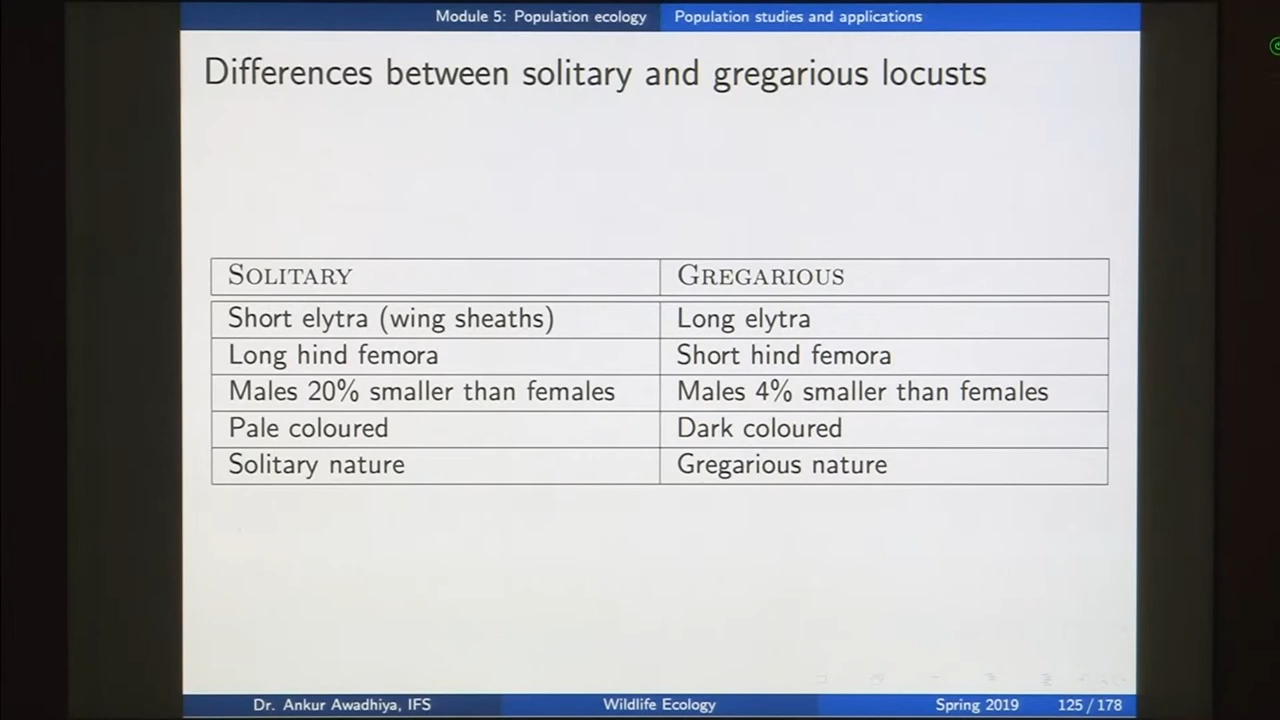 Module 5: Population ecology Population studies and applications
Differences between solitary and gregarious locusts
SOLITARY GREGARIOUS
Short elytra (wing sheaths) Long elytra
Long hind femora Short hind femora
Males 20% smaller than females Males 4% smaller than females
Pale coloured Dark coloured
Solitary nature Gregarious nature
Dr. Ankur Awadhiya, IFS Wildlife Ecology Spring 2019 125 / 178